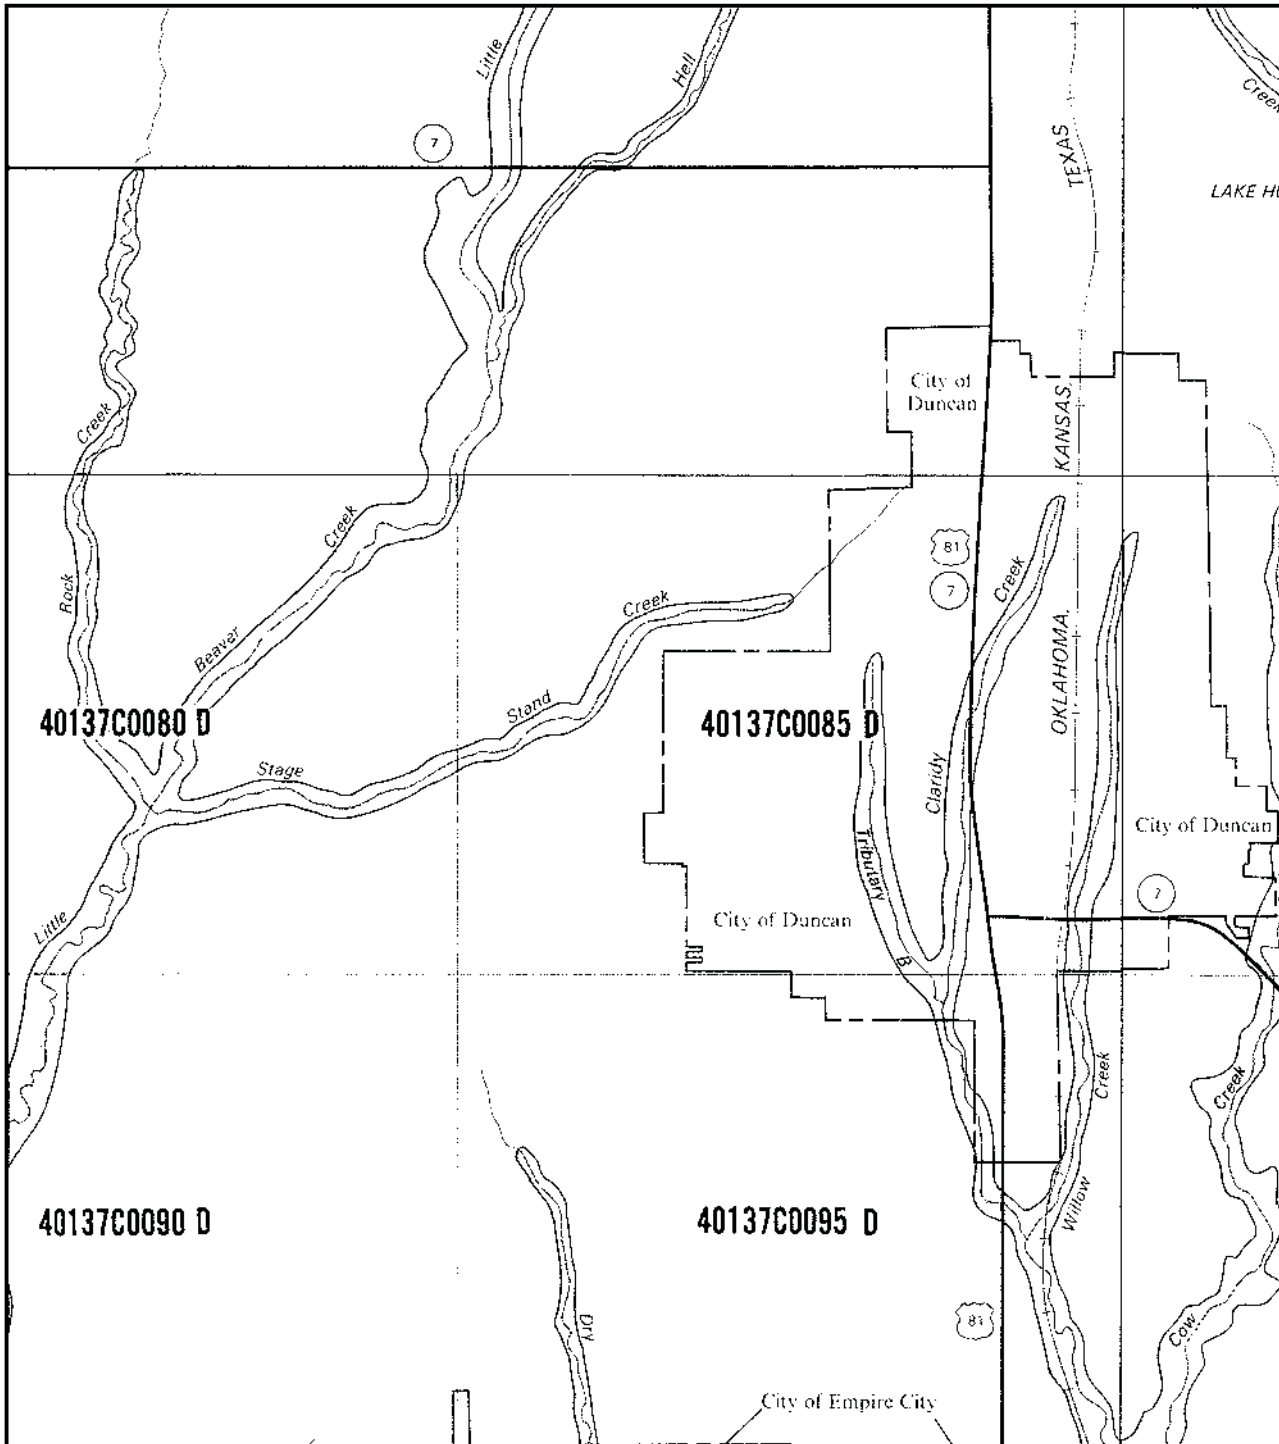 Little
Hell
Creek
7
TEXAS
City of
Duncan
KANSAS
Creek
Creek
Rock
Creek
81
7
Creek
OKLAHOMA
Beaver
Stand
Stage
40137C0080 D
40137C0085 D
Claridy
City of Duncan
Tributary
B
7
Little
City of Duncan
Creek
Creek
Willow
40137C0090 D
40137C0095 D
81
Dry
Cow
City of Empire City